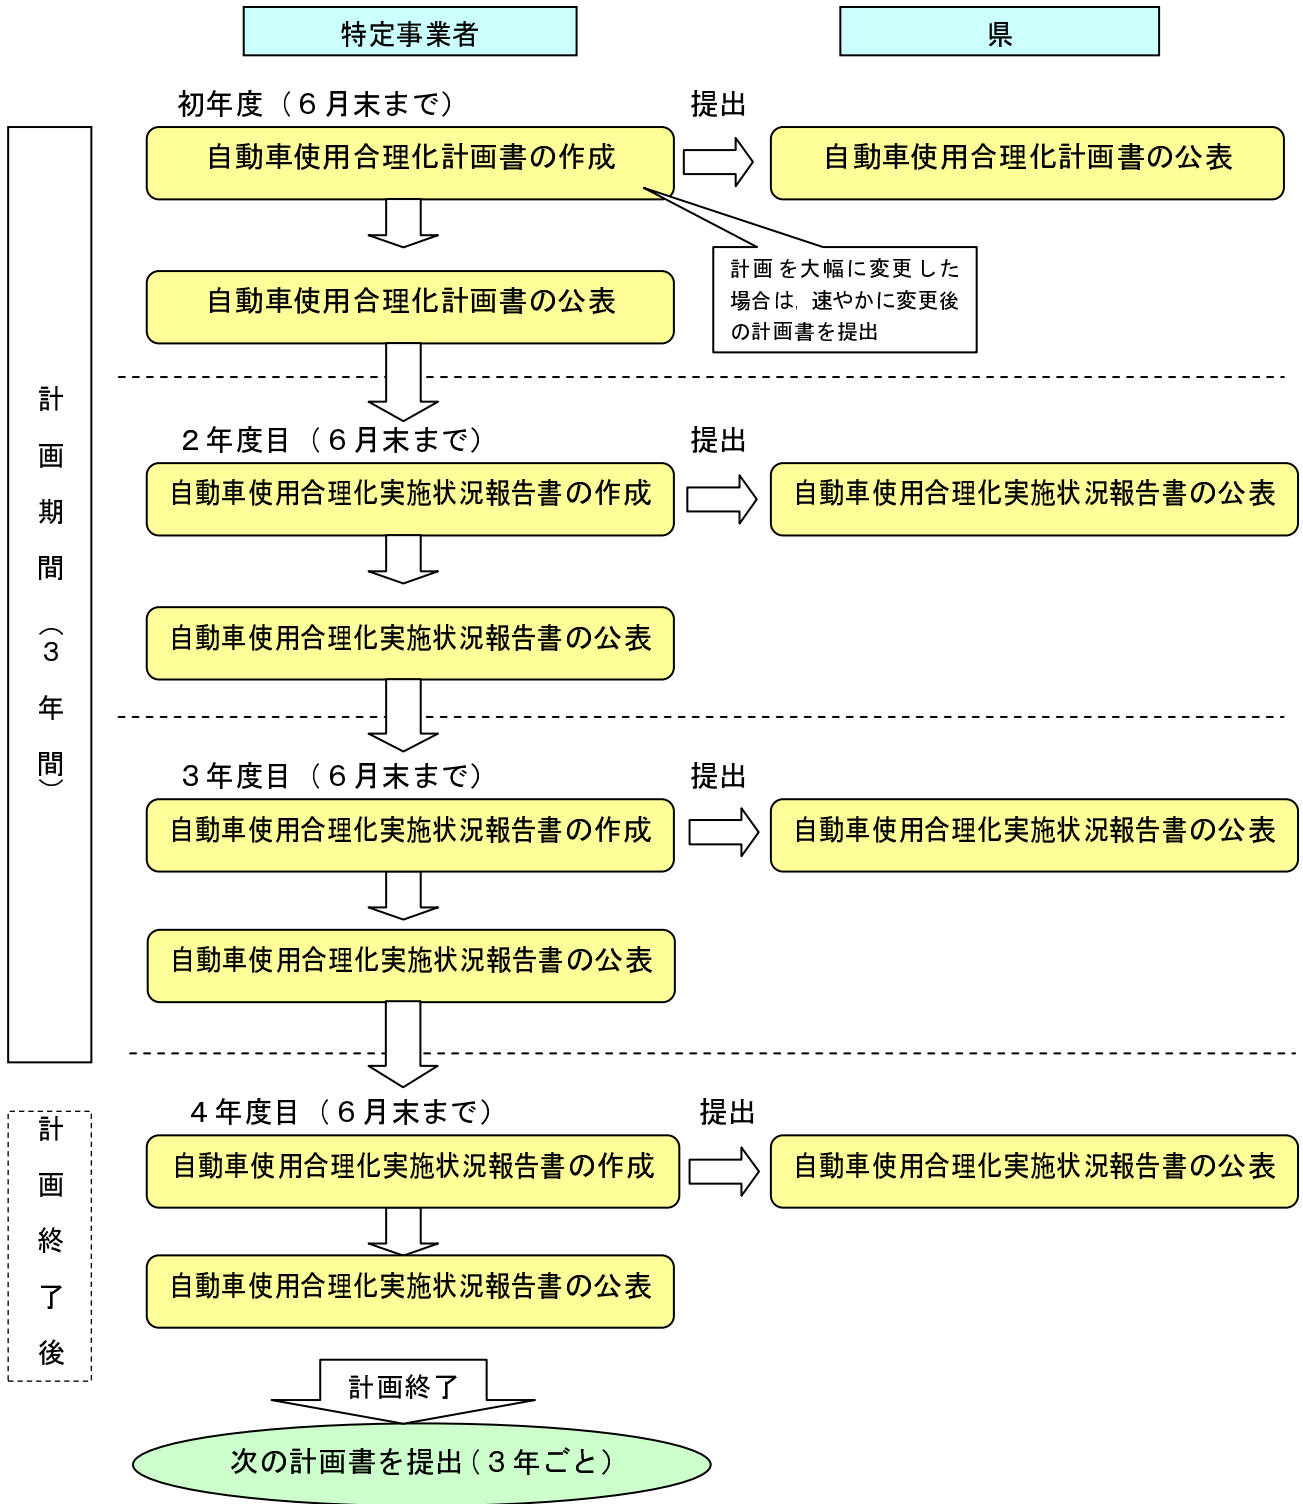 特定事業者
県
初年度（６月末まで）
提出
自動車使用合理化計画書の作成
自動車使用合理化計画書の公表
計画を大幅に変更した
場合は，速やかに変更後
の計画書を提出
自動車使用合理化計画書の公表
計画期間（３年間）
２年度目（６月末まで）
提出
自動車使用合理化実施状況報告書の作成
自動車使用合理化実施状況報告書の公表
自動車使用合理化実施状況報告書の公表
３年度目（６月末まで）
提出
自動車使用合理化実施状況報告書の作成
自動車使用合理化実施状況報告書の公表
自動車使用合理化実施状況報告書の公表
計画終了後
４年度目（６月末まで）
提出
自動車使用合理化実施状況報告書の作成
自動車使用合理化実施状況報告書の公表
自動車使用合理化実施状況報告書の公表
計画終了
次の計画書を提出（３年ごと）